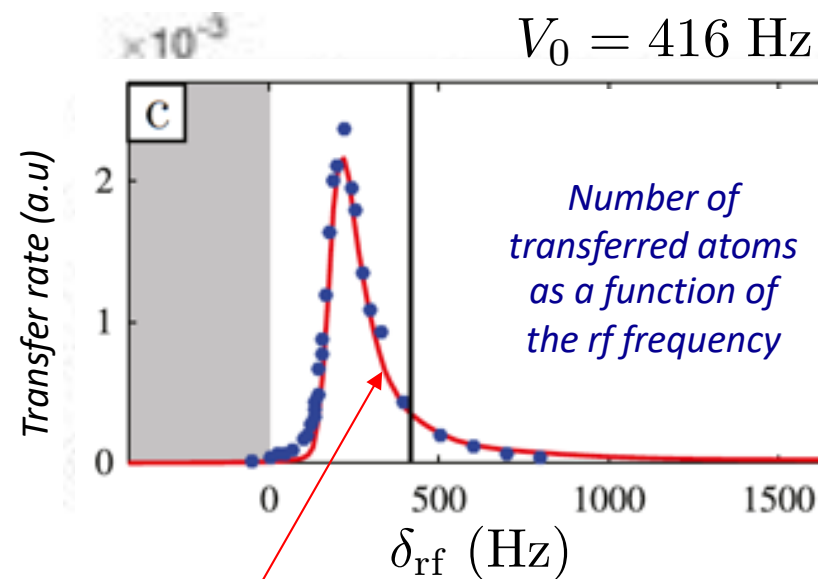 ×10⁻³
V₀ = 416 Hz
c
Transfer rate (a.u)
2
1
0
Number of
transferred atoms
as a function of
the rf frequency
0 500 1000 1500
δrf (Hz)